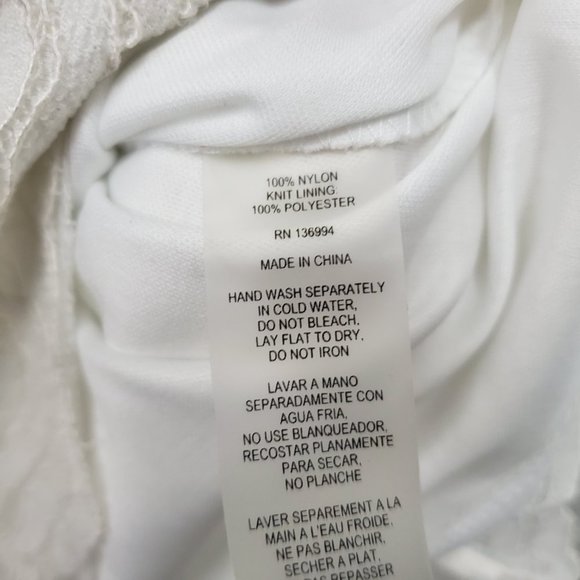 100% NYLON
KNIT LINING:
100% POLYESTER
RN 136994
MADE IN CHINA
HAND WASH SEPARATELY
IN COLD WATER,
DO NOT BLEACH,
LAY FLAT TO DRY,
DO NOT IRON
LAVAR A MANO
SEPARADAMENTE CON
AGUA FRIA,
NO USE BLANQUEADOR,
RECOSTAR PLANAMENTE
PARA SECAR,
NO PLANCHE
LAVER SEPAREMENT A LA
MAIN A L'EAU FROIDE,
NE PAS BLANCHIR,
SECHER A PLAT,
PAS REPASSER